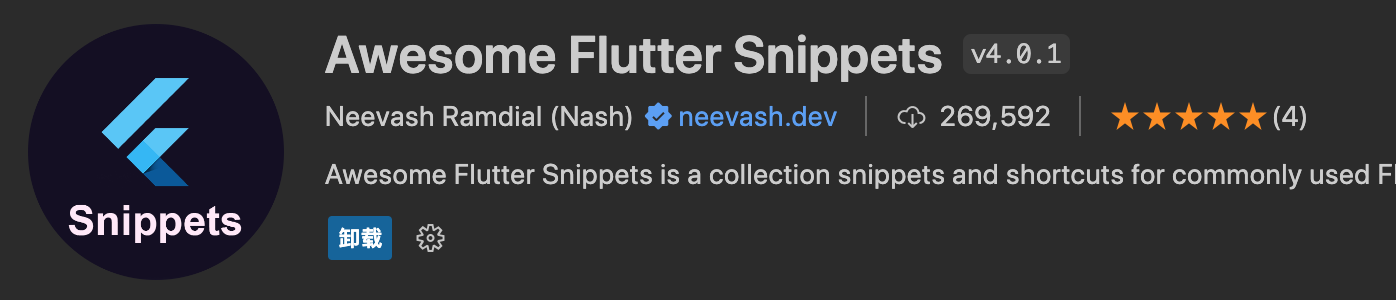 Awesome Flutter Snippets v4.0.1
Neevash Ramdial (Nash) neevash.dev 269,592 (4)
Awesome Flutter Snippets is a collection snippets and shortcuts for commonly used Fl
Snippets
卸载